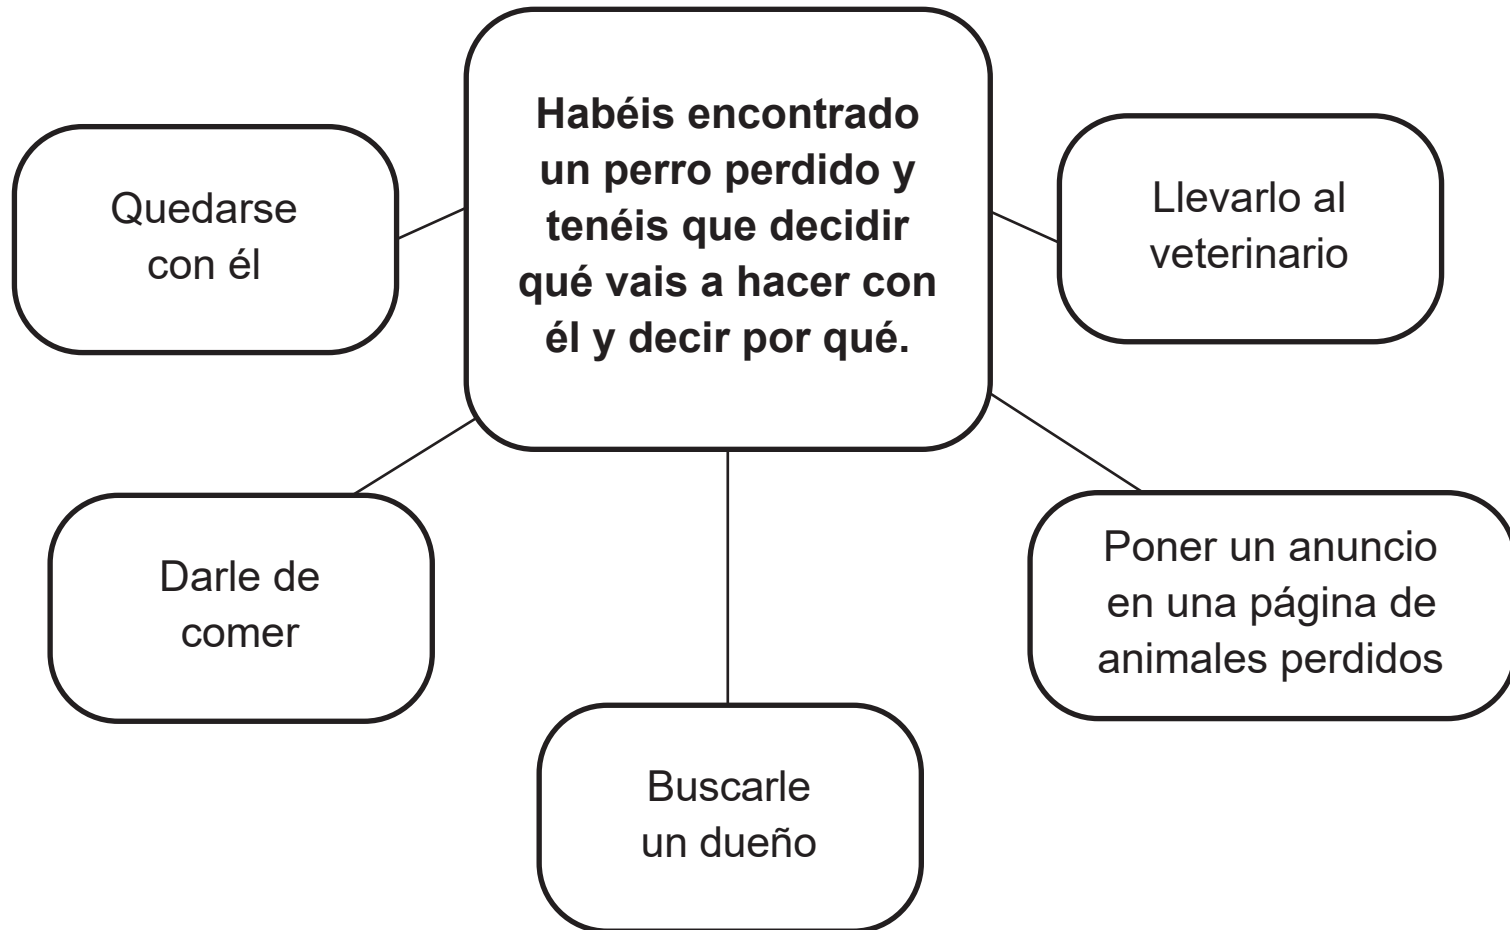 Habéis encontrado
un perro perdido y
tenéis que decidir
qué vais a hacer con
él y decir por qué.
Quedarse
con él
Llevarlo al
veterinario
Darle de
comer
Poner un anuncio
en una página de
animales perdidos
Buscarle
un dueño